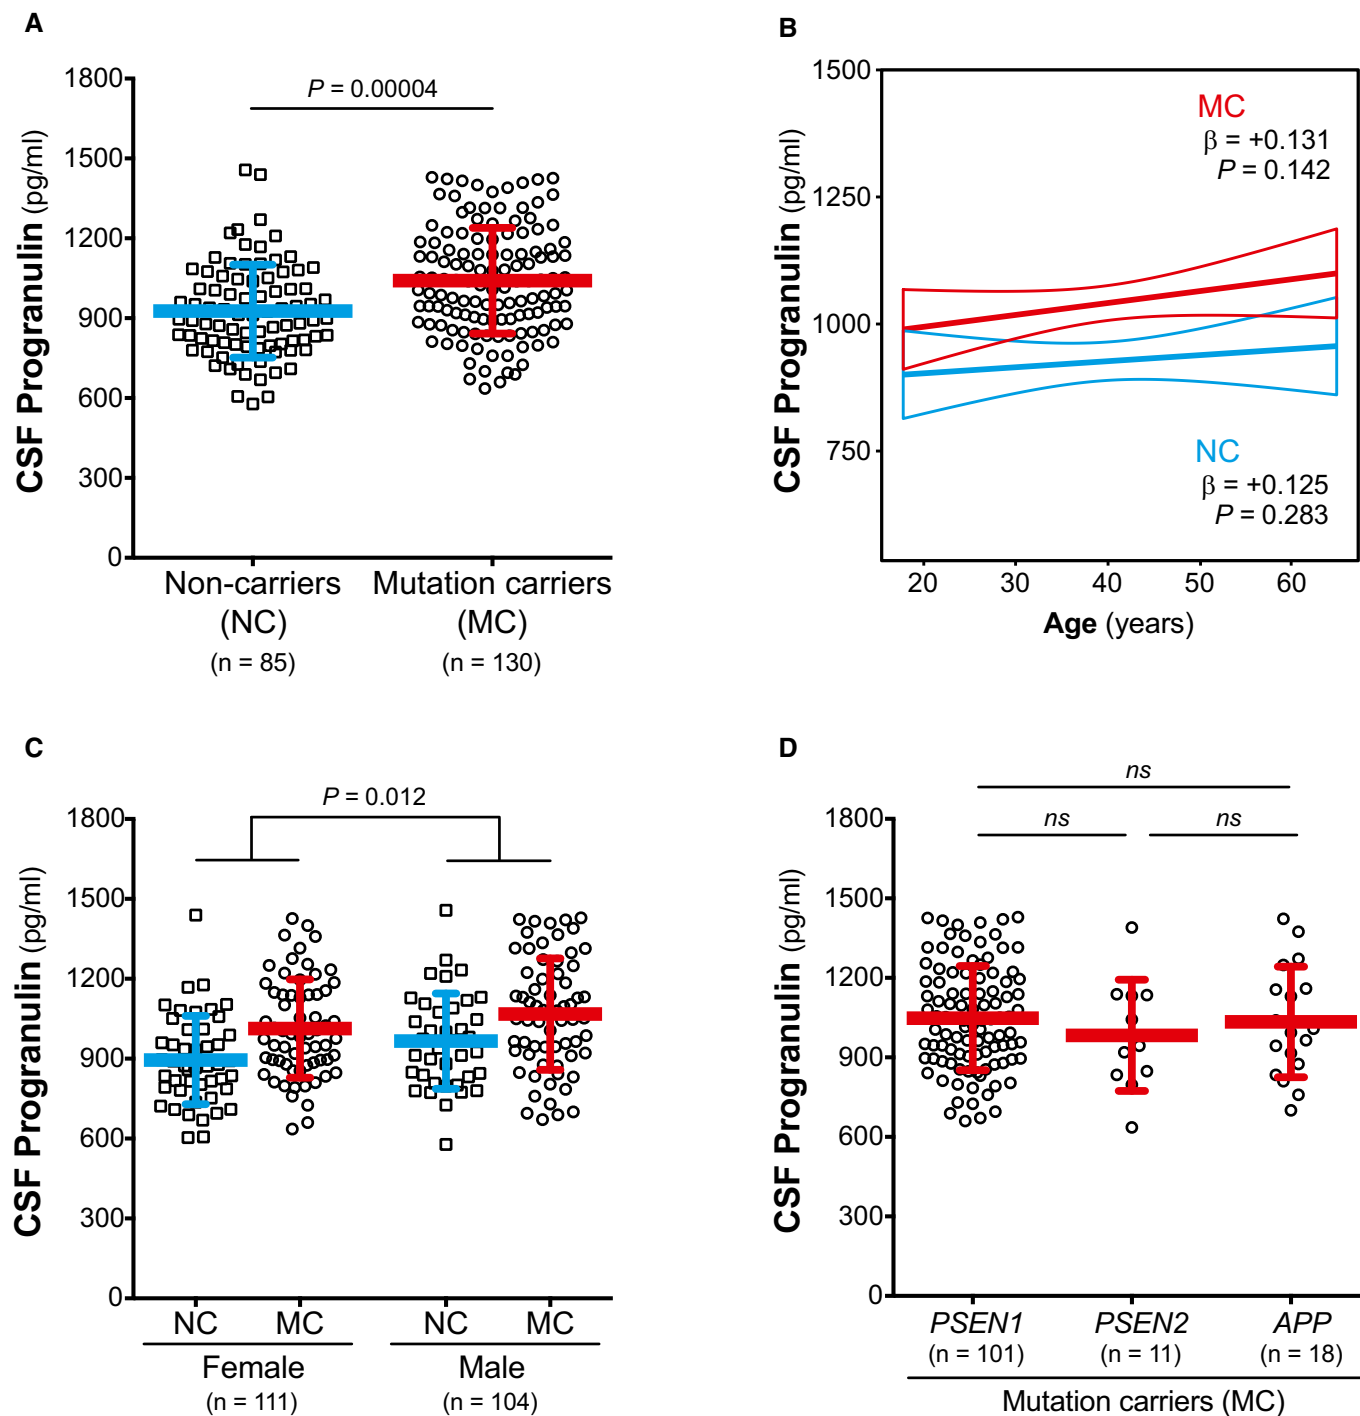 A
P = 0.00004
CSF Progranulin (pg/ml)
1800
1500
1200
900
600
300
0
Non-carriers
(NC)
(n = 85)
Mutation carriers
(MC)
(n = 130)
B
CSF Progranulin (pg/ml)
1500
1250
1000
750
MC
β = +0.131
P = 0.142
NC
β = +0.125
P = 0.283
20 30 40 50 60
Age (years)
C
P = 0.012
CSF Progranulin (pg/ml)
1800
1500
1200
900
600
300
0
NC MC NC MC
Female
(n = 111)
Male
(n = 104)
D
ns
ns ns
CSF Progranulin (pg/ml)
1800
1500
1200
900
600
300
0
PSEN1 PSEN2 APP
(n = 101) (n = 11) (n = 18)
Mutation carriers (MC)